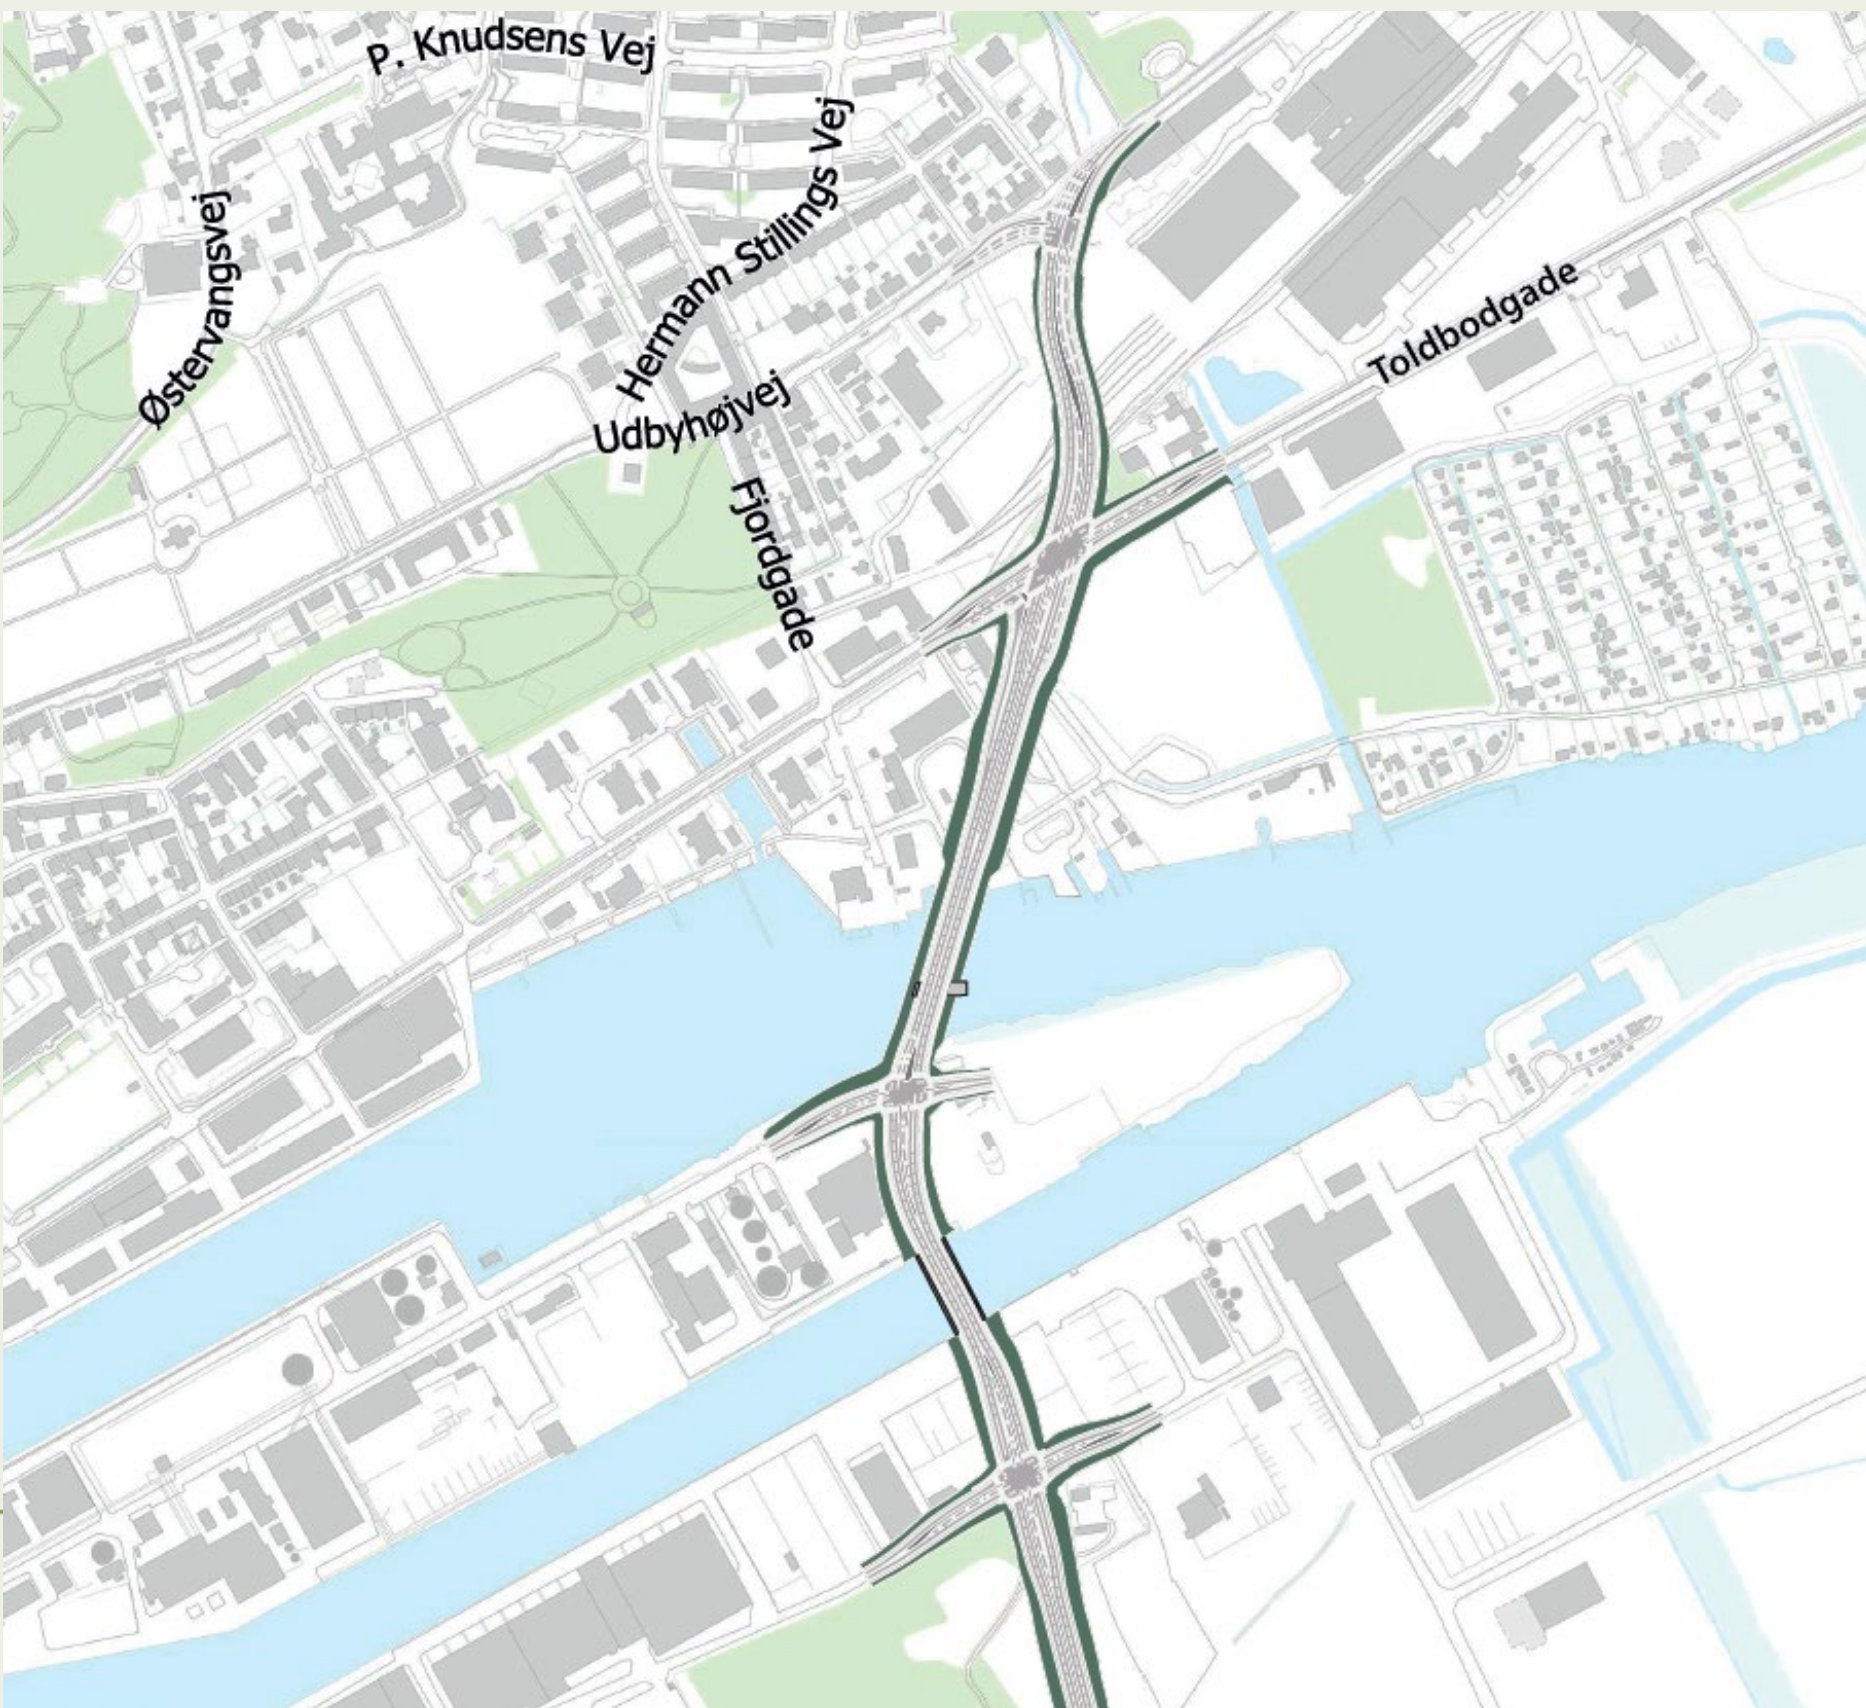 P. Knudsens Vej
Hermann Stillings Vej
Østervangsvej
Toldbodgade
Udbyhøjvej
Fjordgade